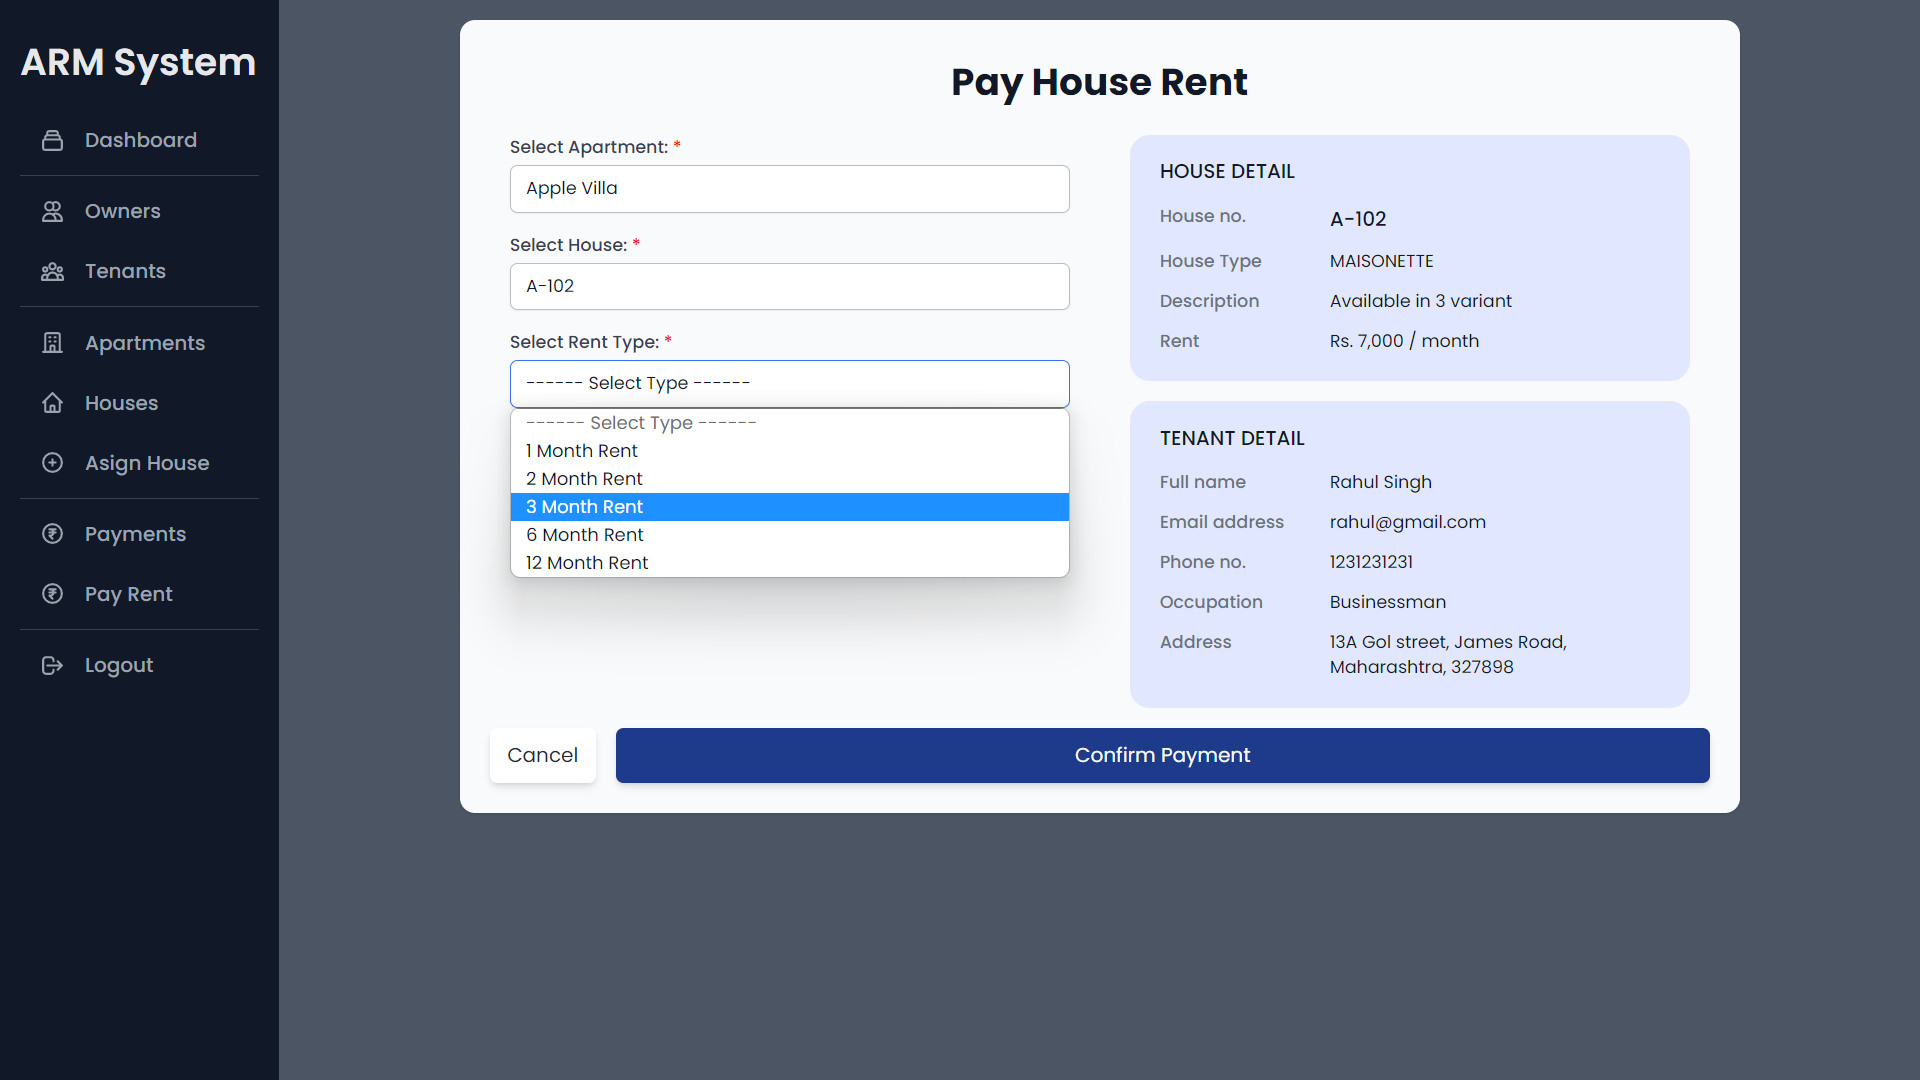 ARM System
Dashboard
Owners
Tenants
Apartments
Houses
Asign House
Payments
Pay Rent
Logout
Pay House Rent
Select Apartment: *
Apple Villa
Select House: *
A-102
Select Rent Type: *
------ Select Type ------
------ Select Type ------
1 Month Rent
2 Month Rent
3 Month Rent
6 Month Rent
12 Month Rent
HOUSE DETAIL
House no. A-102
House Type MAISONETTE
Description Available in 3 variant
Rent Rs. 7,000 / month
TENANT DETAIL
Full name Rahul Singh
Email address rahul@gmail.com
Phone no. 1231231231
Occupation Businessman
Address 13A Gol street, James Road,
Maharashtra, 327898
Cancel
Confirm Payment